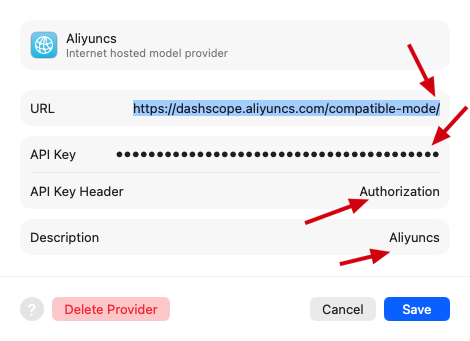 Aliyuncs
Internet hosted model provider
URL https://dashscope.aliyuncs.com/compatible-mode/
API Key ••••••••••••••••••••••••••••••••••••••••
API Key Header Authorization
Description Aliyuncs
? Delete Provider Cancel Save